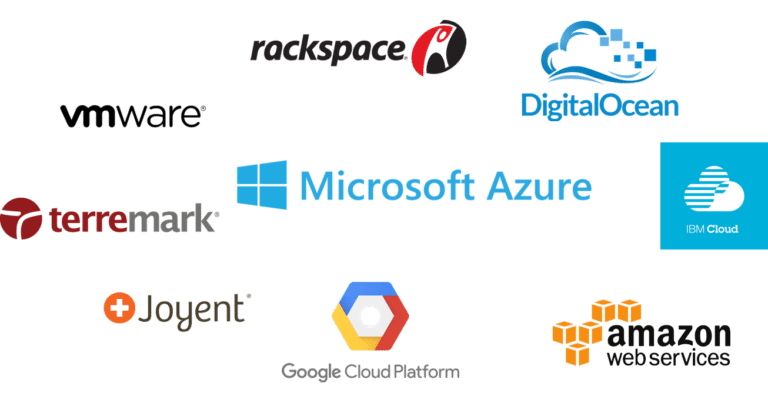 rackspace®
DigitalOcean
vmware®
Microsoft Azure
IBM Cloud
terremark®
Joyent®
Google Cloud Platform
amazon
web services